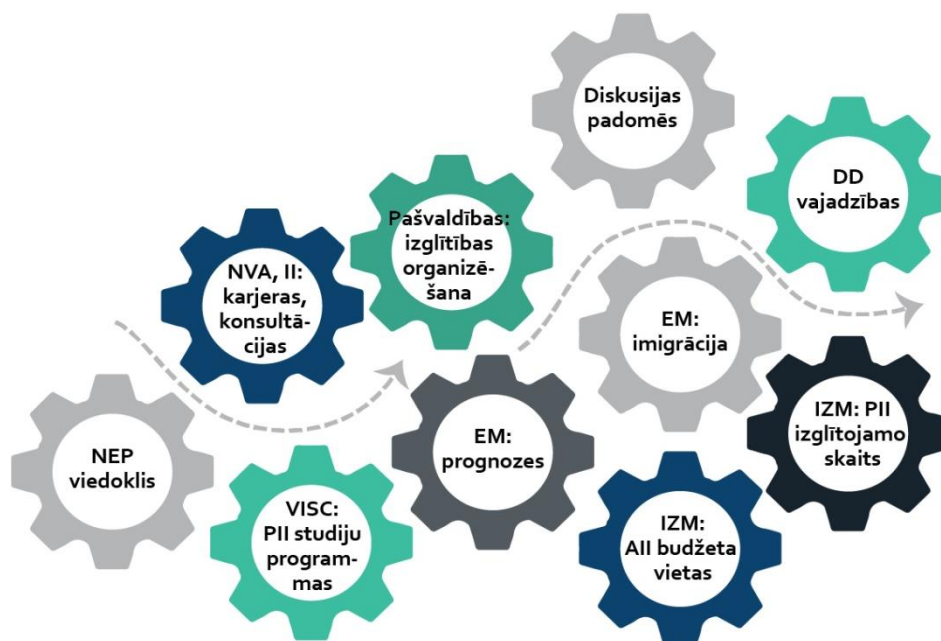 NEP
viedoklis
NVA, II:
karjeras,
konsultā-
cijas
VISC:
PII studiju
program-
mas
Pašvaldības:
izglītības
organizē-
šana
EM:
prognozes
Diskusijas
padomēs
EM:
imigrācija
IZM:
AII budžeta
vietas
DD
vajadzības
IZM: PII
izglītojamo
skaits